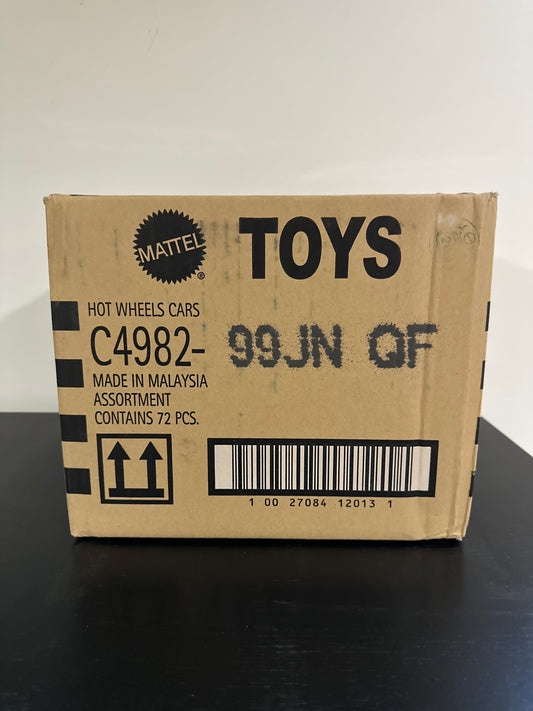 MATTEL®
TOYS
HOT WHEELS CARS
C4982- 99JN QF
MADE IN MALAYSIA
ASSORTMENT
CONTAINS 72 PCS.
1 00 27084 12013 1